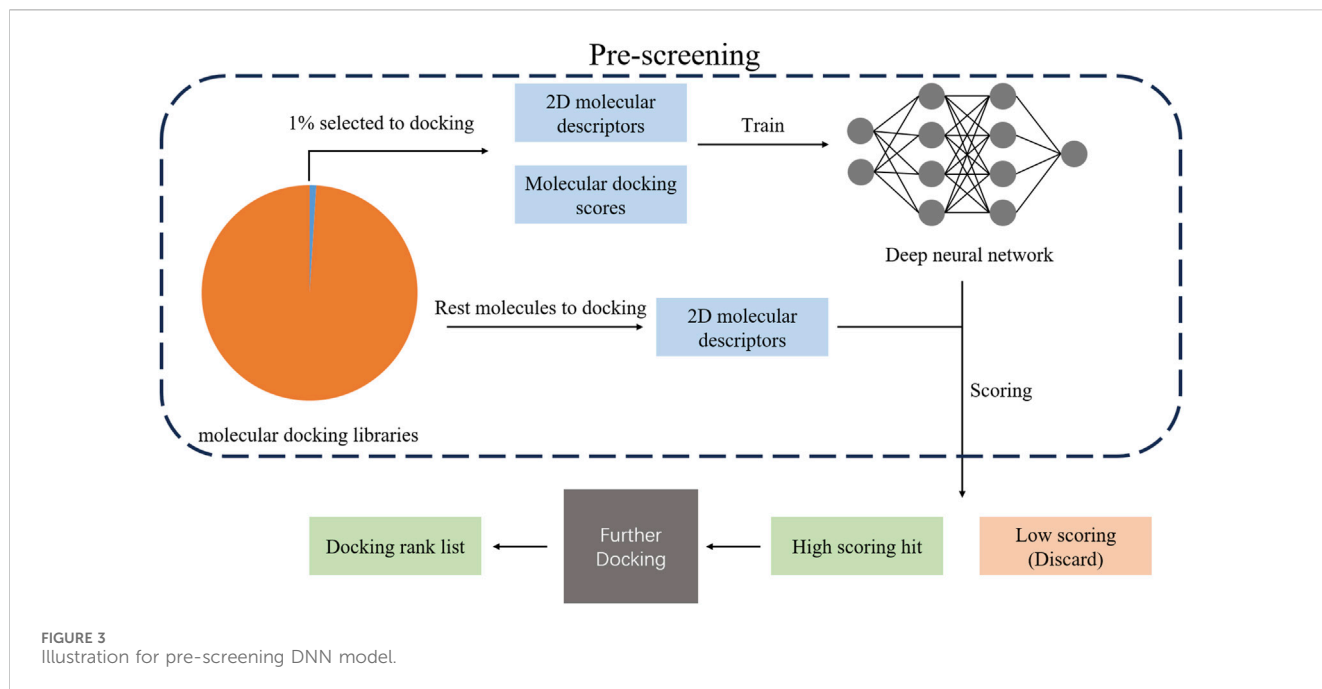 Pre-screening
1% selected to docking
2D molecular
descriptors
Train
Molecular docking
scores
Deep neural network
Rest molecules to docking
2D molecular
descriptors
Scoring
molecular docking libraries
Docking rank list
Further
Docking
High scoring hit
Low scoring
(Discard)
FIGURE 3
Illustration for pre-screening DNN model.